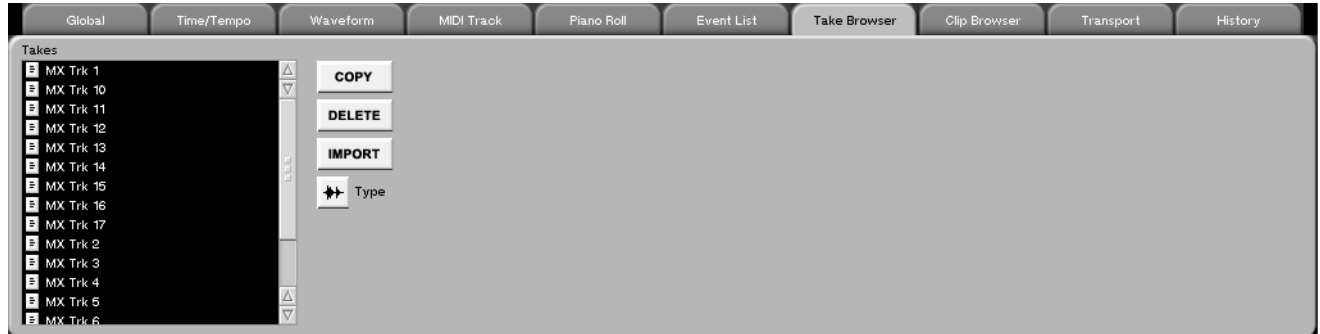 Global Time/Tempo Waveform MIDI Track Piano Roll Event List Take Browser Clip Browser Transport History
Takes
MX Trk 1
MX Trk 10
MX Trk 11
MX Trk 12
MX Trk 13
MX Trk 14
MX Trk 15
MX Trk 16
MX Trk 17
MX Trk 2
MX Trk 3
MX Trk 4
MX Trk 5
MX Trk 6
COPY
DELETE
IMPORT
Type